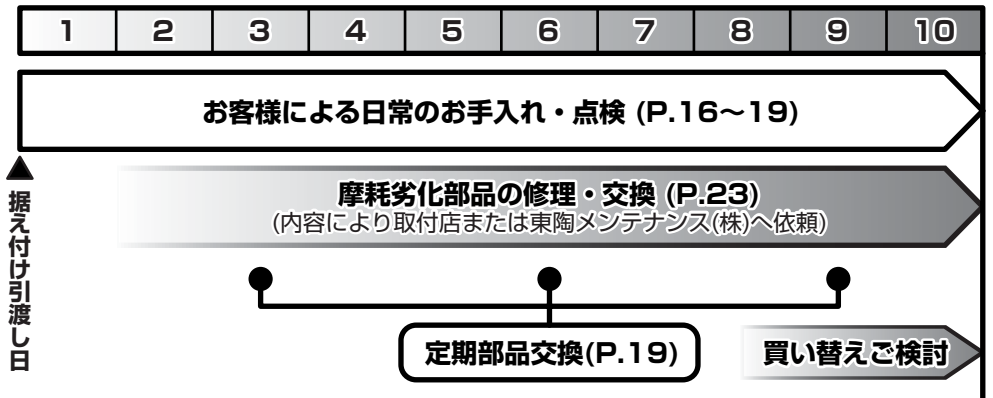 1 2 3 4 5 6 7 8 9 10
お客様による日常のお手入れ・点検 (P.16〜19)
据え付け引渡し日
摩耗劣化部品の修理・交換 (P.23)
(内容により取付店または東陶メンテナンス(株)へ依頼)
定期部品交換(P.19)
買い替えご検討